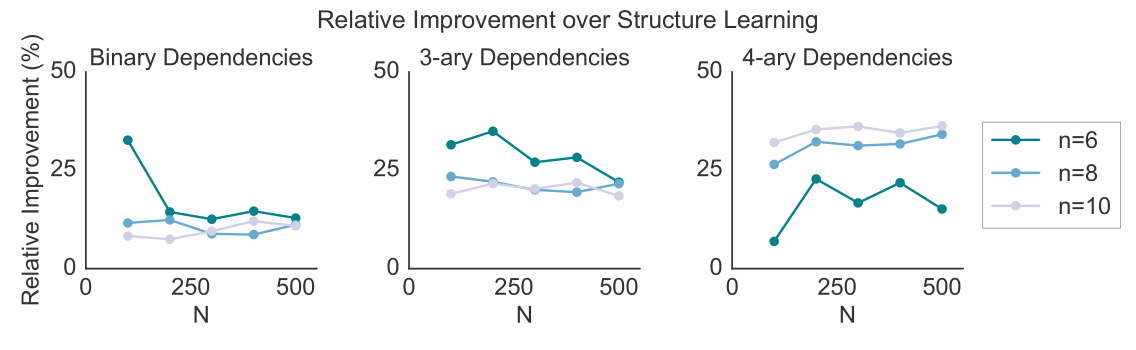 Relative Improvement over Structure Learning
Relative Improvement (%)
Binary Dependencies
50
25
0
0
250
500
N
3-ary Dependencies
50
25
0
0
250
500
N
4-ary Dependencies
50
25
0
0
250
500
N
n=6
n=8
n=10